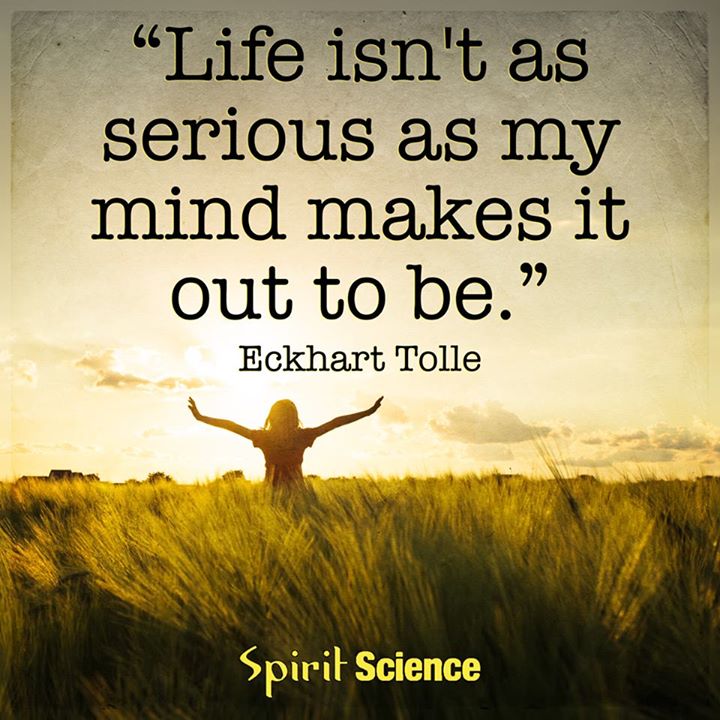 “Life isn't as
serious as my
mind makes it
out to be.”
Eckhart Tolle
Spirit Science